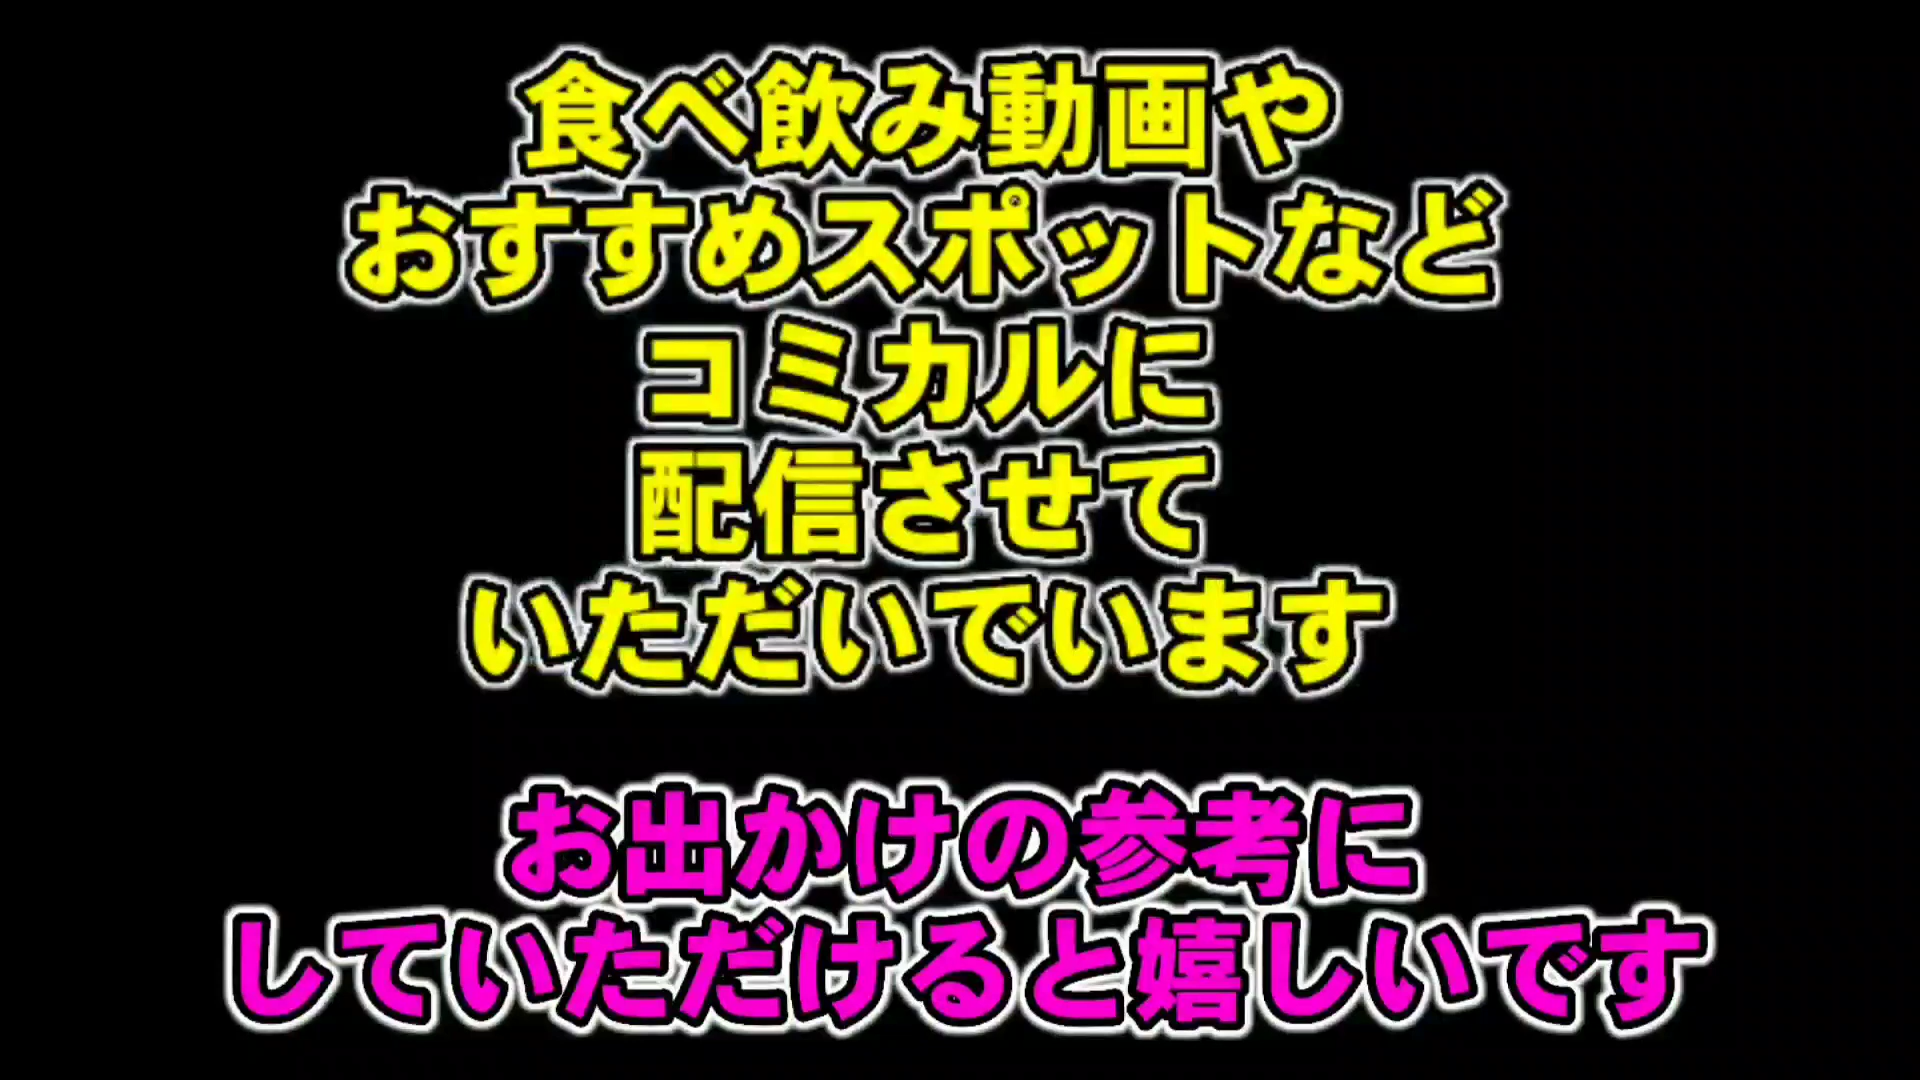 食べ飲み動画や
おすすめスポットなど
コミカルに
配信させて
いただいでいます
お出かけの参考に
していただけると嬉しいです